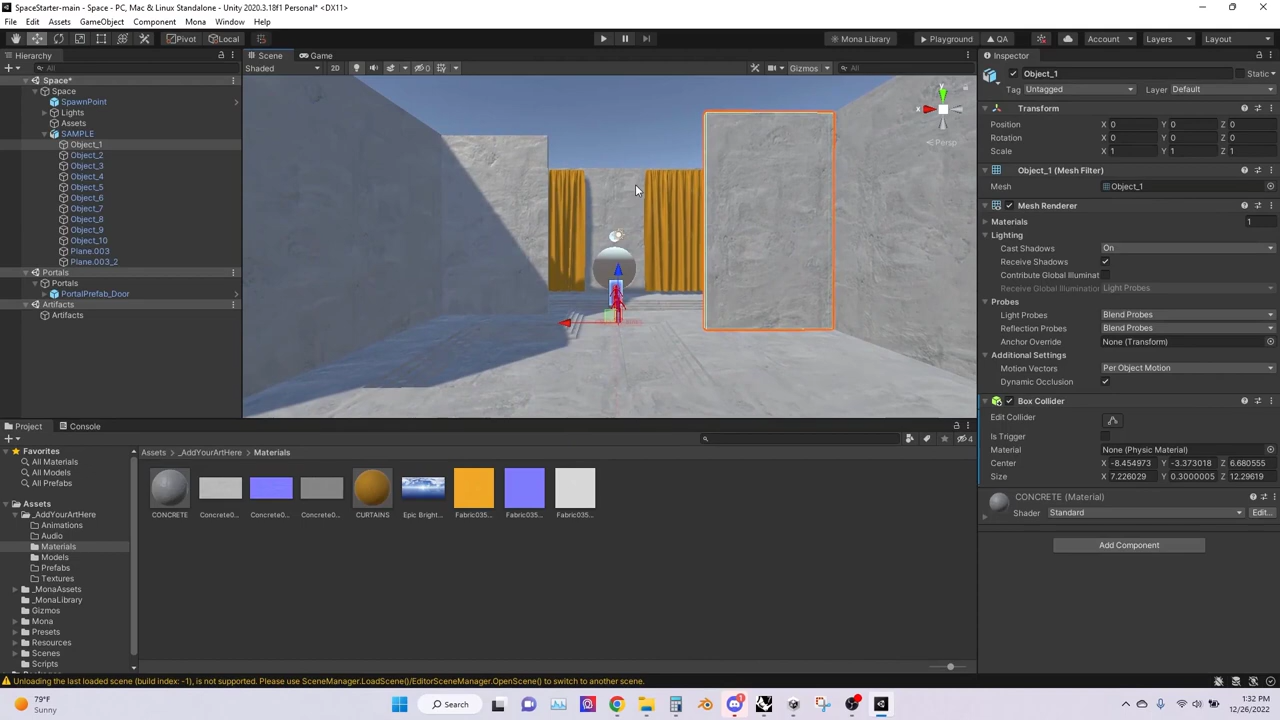 SpaceStarter-main - Space - PC, Mac & Linux Standalone - Unity 2020.3.18f1 Personal* <DX11>
File Edit Assets GameObject Component Mona Window Help
Pivot Local Mona Library Playground QA Account Layers Layout
Hierarchy Scene Game Inspector
All Shaded 2D 0 Gizmos All
Object_1 Static
Tag Untagged Layer Default
Space*
Space
SpawnPoint
Lights
Assets
SAMPLE
Object_1
Object_2
Object_3
Object_4
Object_5
Object_6
Object_7
Object_8
Object_9
Object_10
Plane.003
Plane.003_2
Portals
Portals
PortalPrefab_Door
Artifacts
Artifacts
y
x
Persp
Transform
Position X 0 Y 0 Z 0
Rotation X 0 Y 0 Z 0
Scale X 1 Y 1 Z 1
Object_1 (Mesh Filter)
Mesh Object_1
Mesh Renderer
Materials 1
Lighting
Cast Shadows On
Receive Shadows
Contribute Global Illuminat
Receive Global Illumination Light Probes
Probes
Light Probes Blend Probes
Reflection Probes Blend Probes
Anchor Override None (Transform)
Additional Settings
Motion Vectors Per Object Motion
Dynamic Occlusion
Box Collider
Edit Collider
Is Trigger
Material None (Physic Material)
Center X -8.454973 Y -3.373018 Z 6.680555
Size X 7.226029 Y 0.3000005 Z 12.29619
CONCRETE (Material)
Shader Standard Edit...
Add Component
Project Console
4
Favorites
All Materials
All Models
All Prefabs
Assets
_AddYourArtHere
Animations
Audio
Materials
Models
Prefabs
Textures
_MonaAssets
_MonaLibrary
Gizmos
Mona
Presets
Resources
Scenes
Scripts
Assets _AddYourArtHere Materials
CONCRETE Concrete0... Concrete0... Concrete0... CURTAINS Epic Bright... Fabric035... Fabric035... Fabric035...
Unloading the last loaded scene (build index: -1), is not supported. Please use SceneManager.LoadScene()/EditorSceneManager.OpenScene() to switch to another scene.
79°F
Sunny
Search
1:32 PM
12/26/2022